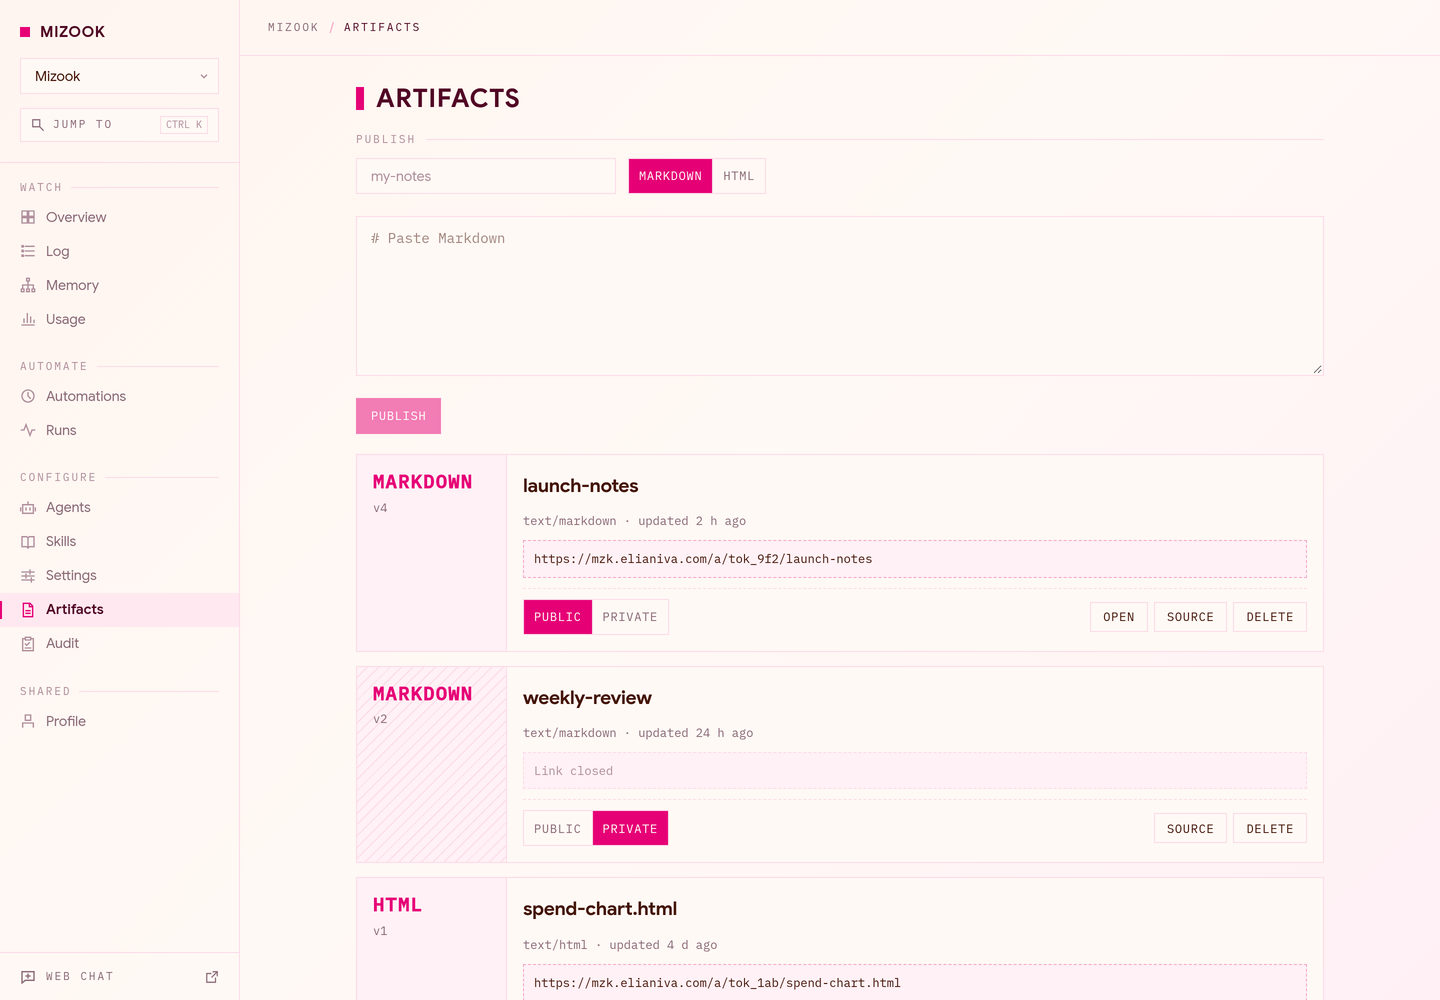 MIZOOK
Mizook
JUMP TO CTRL K
WATCH
Overview
Log
Memory
Usage
AUTOMATE
Automations
Runs
CONFIGURE
Agents
Skills
Settings
Artifacts
Audit
SHARED
Profile
WEB CHAT
MIZOOK / ARTIFACTS
ARTIFACTS
PUBLISH
my-notes MARKDOWN HTML
# Paste Markdown
PUBLISH
MARKDOWN
v4
launch-notes
text/markdown · updated 2 h ago
https://mzk.elianiva.com/a/tok_9f2/launch-notes
PUBLIC PRIVATE OPEN SOURCE DELETE
MARKDOWN
v2
weekly-review
text/markdown · updated 24 h ago
Link closed
PUBLIC PRIVATE SOURCE DELETE
HTML
v1
spend-chart.html
text/html · updated 4 d ago
https://mzk.elianiva.com/a/tok_1ab/spend-chart.html